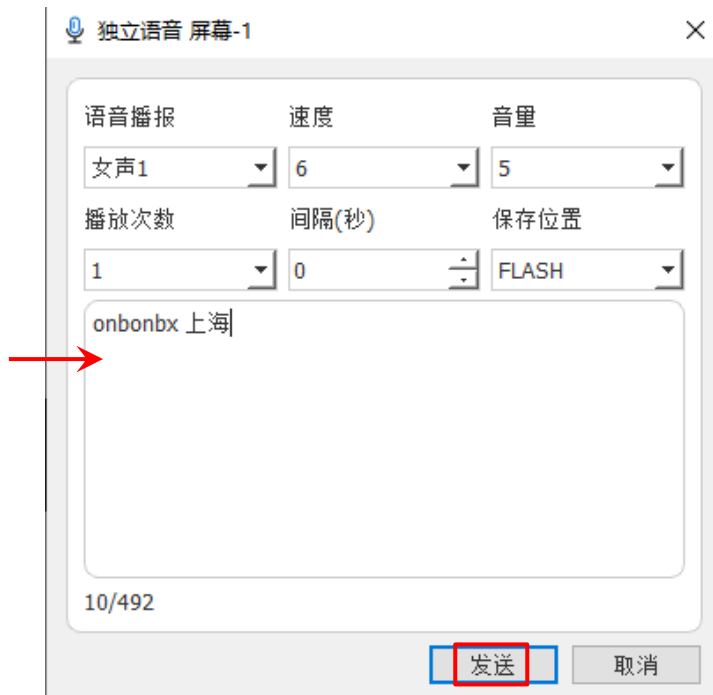 独立语音 屏幕-1
语音播报 速度 音量
女声1 6 5
播放次数 间隔(秒) 保存位置
1 0 FLASH
onbonbx 上海
10/492
发送 取消